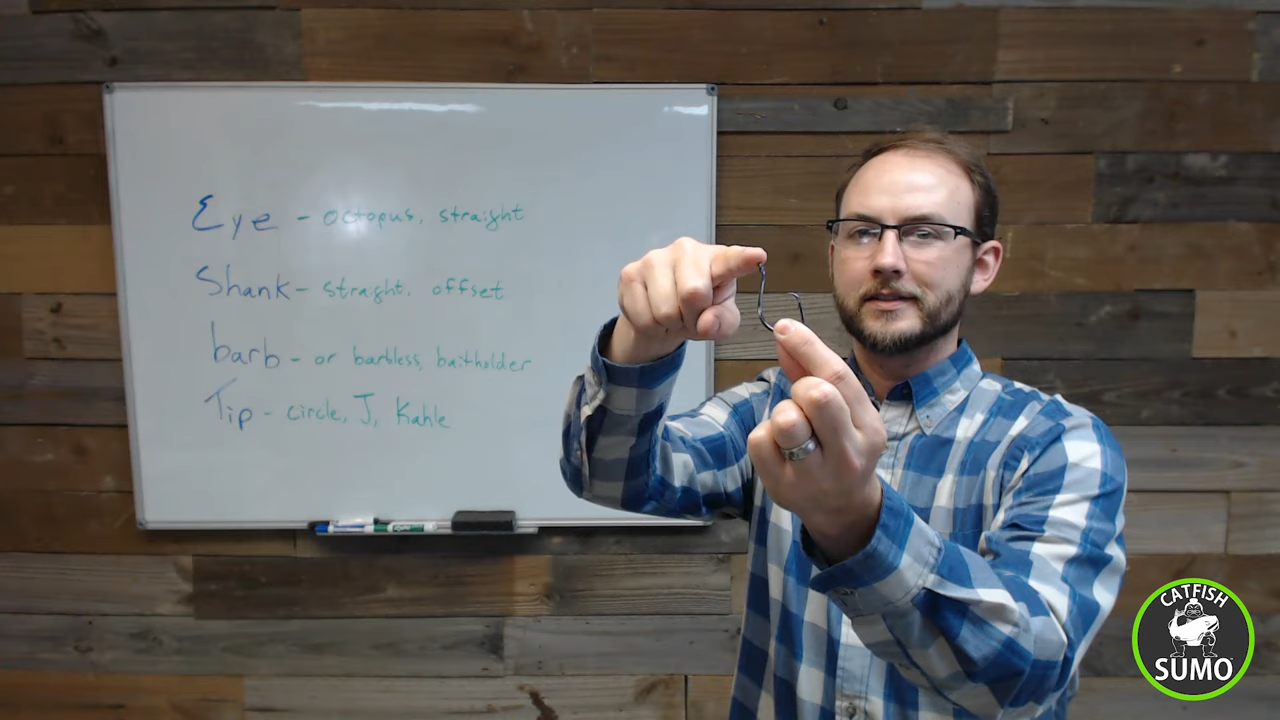 Eye - octopus, straight
Shank - straight, offset
barb - or barbless, baitholder
Tip - circle, J, Kahle
CATFISH
SUMO